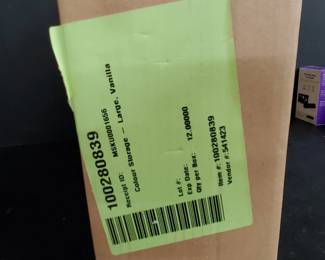 100280839
Receipt ID: MSKU0001656
Colour Storage - Large, Vanilla
Lot #:
Exp Date:
Qty per Box: 12.00000
Item #: 100280839
Vendor #: 541423